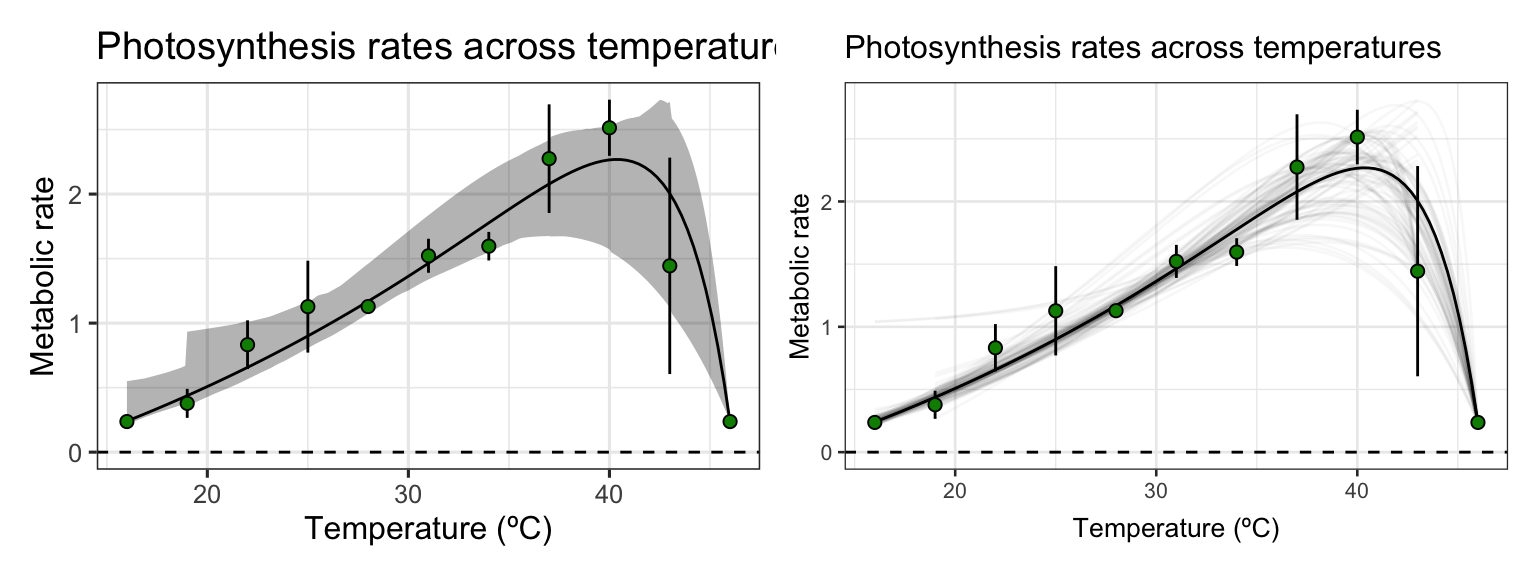 Photosynthesis rates across temperatur
Metabolic rate
2
1
0
20 30 40
Temperature (ºC)
Photosynthesis rates across temperatures
Metabolic rate
2
1
0
20 30 40
Temperature (ºC)